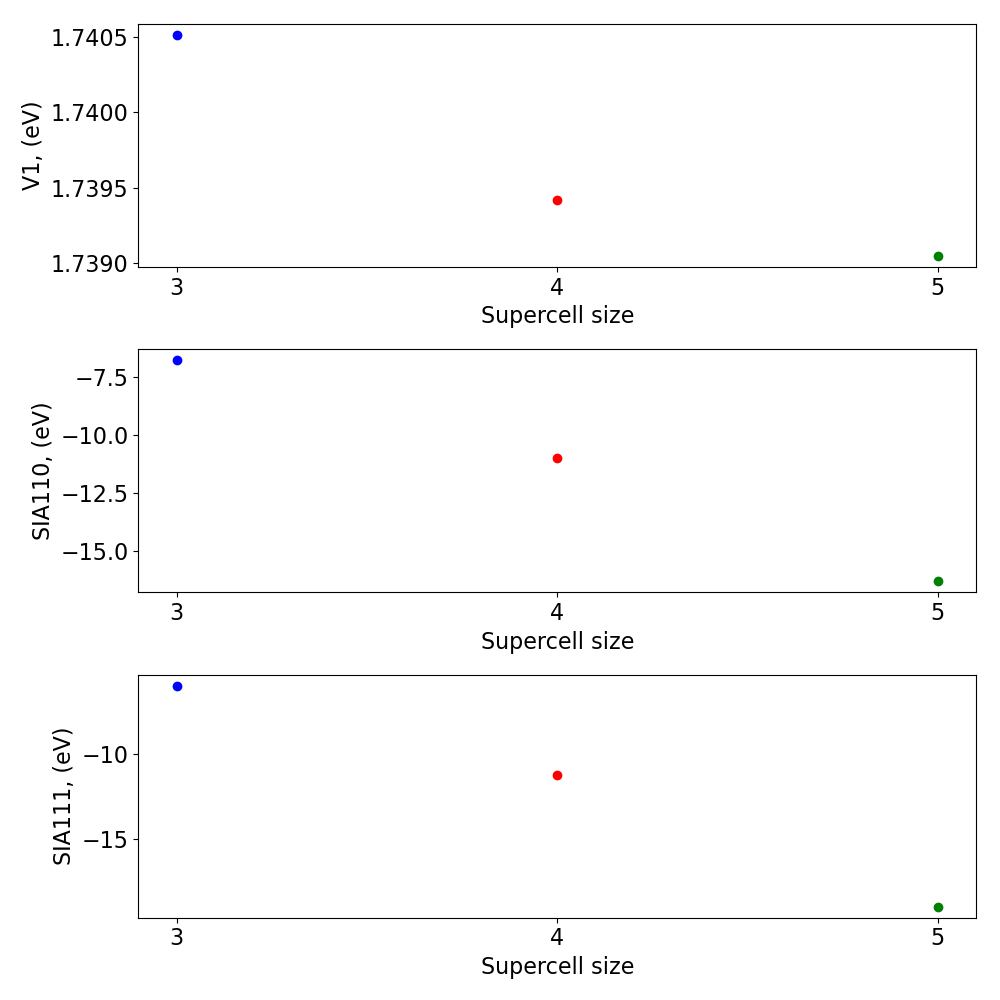 V1, (eV)
1.7405
1.7400
1.7395
1.7390
3 4 5
Supercell size
SIA110, (eV)
−7.5
−10.0
−12.5
−15.0
3 4 5
Supercell size
SIA111, (eV)
−10
−15
3 4 5
Supercell size